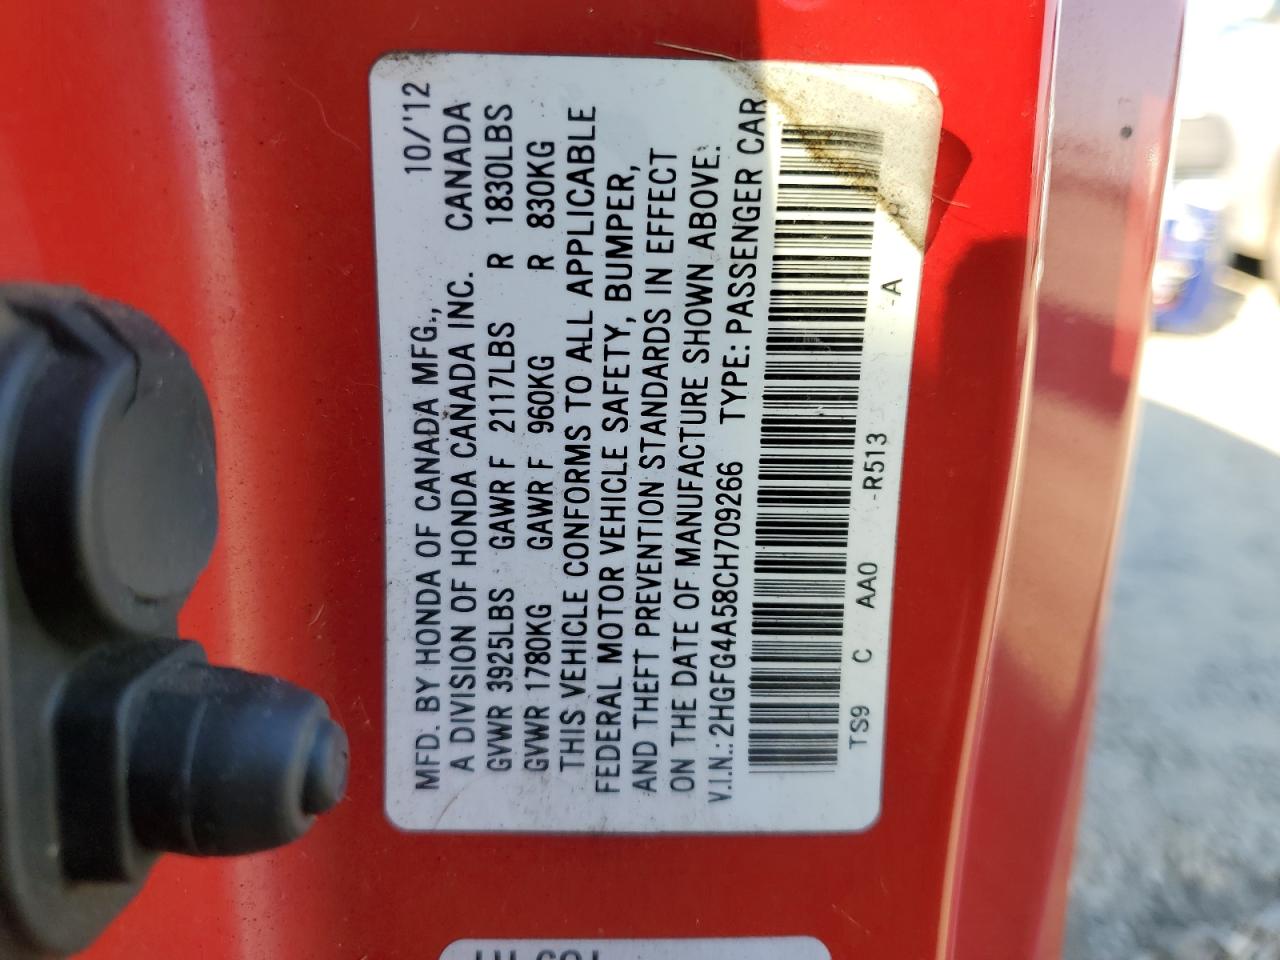 MFD. BY HONDA OF CANADA MFG., 10/'12
A DIVISION OF HONDA CANADA INC. CANADA
GVWR 3925LBS GAWR F 2117LBS R 1830LBS
GVWR 1780KG GAWR F 960KG R 830KG
THIS VEHICLE CONFORMS TO ALL APPLICABLE
FEDERAL MOTOR VEHICLE SAFETY, BUMPER,
AND THEFT PREVENTION STANDARDS IN EFFECT
ON THE DATE OF MANUFACTURE SHOWN ABOVE.
V.I.N.: 2HGFG4A58CH709266 TYPE: PASSENGER CAR
TS9 C AA0 -R513 -A